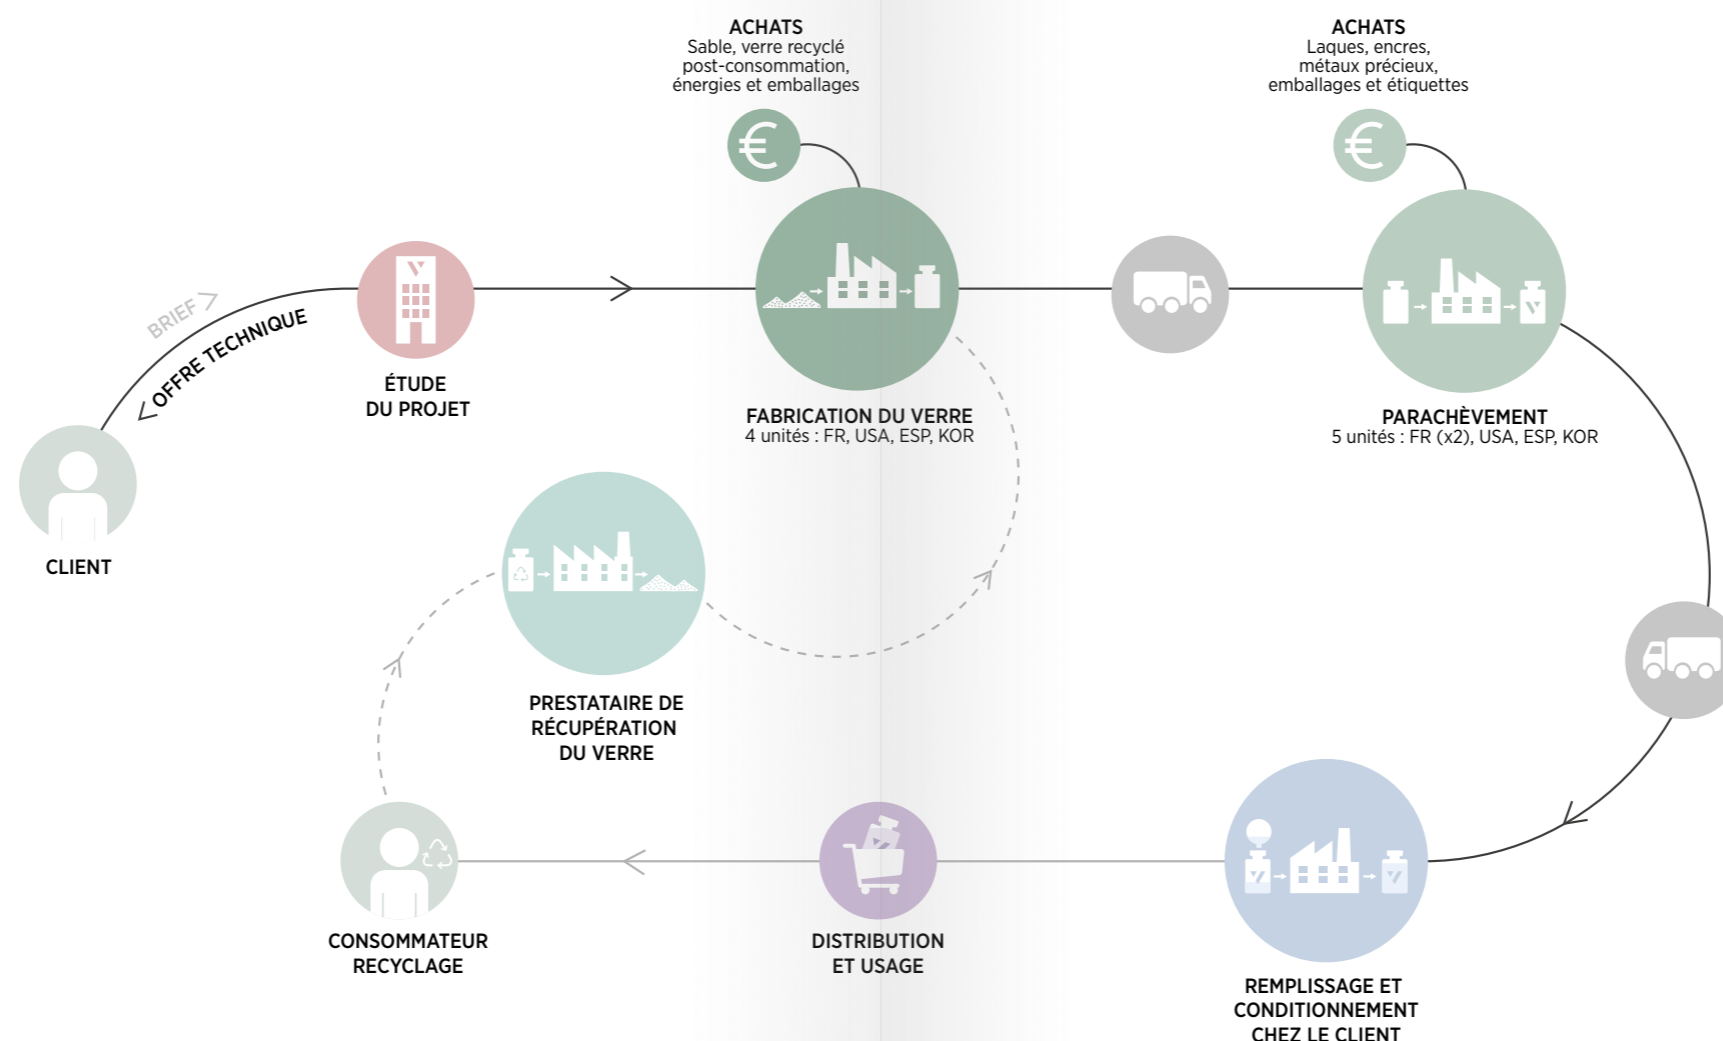 ACHATS
Sable, verre recyclé
post-consommation,
énergies et emballages
ACHATS
Laques, encres,
métaux précieux,
emballages et étiquettes
BRIEF
OFFRE TECHNIQUE
CLIENT
ÉTUDE
DU PROJET
FABRICATION DU VERRE
4 unités : FR, USA, ESP, KOR
PARACHÈVEMENT
5 unités : FR (x2), USA, ESP, KOR
PRESTATAIRE DE
RÉCUPÉRATION
DU VERRE
CONSOMMATEUR
RECYCLAGE
DISTRIBUTION
ET USAGE
REMPLISSAGE ET
CONDITIONNEMENT
CHEZ LE CLIENT